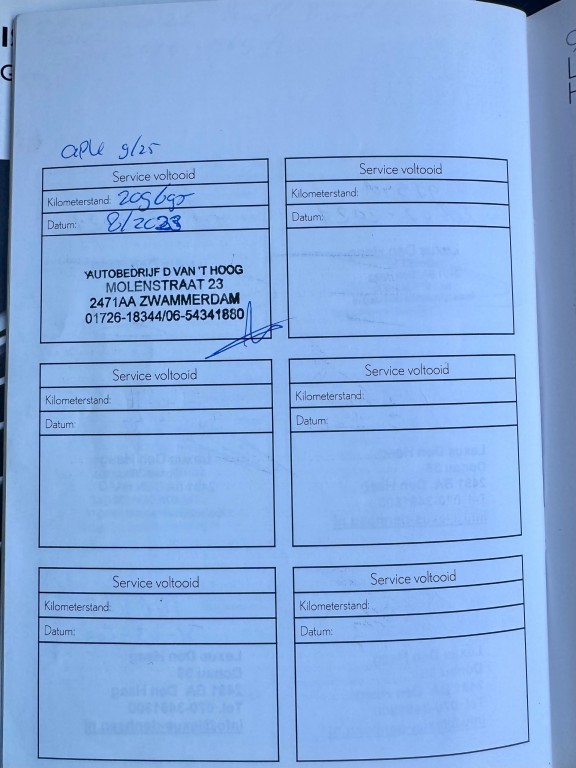 APK 9/25
Service voltooid
Kilometerstand:
Datum: 8/2023
'AUTOBEDRIJF D VAN 'T HOOG
MOLENSTRAAT 23
2471AA ZWAMMERDAM
01726-18344/06-54341880
Service voltooid
Kilometerstand:
Datum:
Service voltooid
Kilometerstand:
Datum:
Service voltooid
Kilometerstand:
Datum:
Service voltooid
Kilometerstand:
Datum:
Service voltooid
Kilometerstand:
Datum: